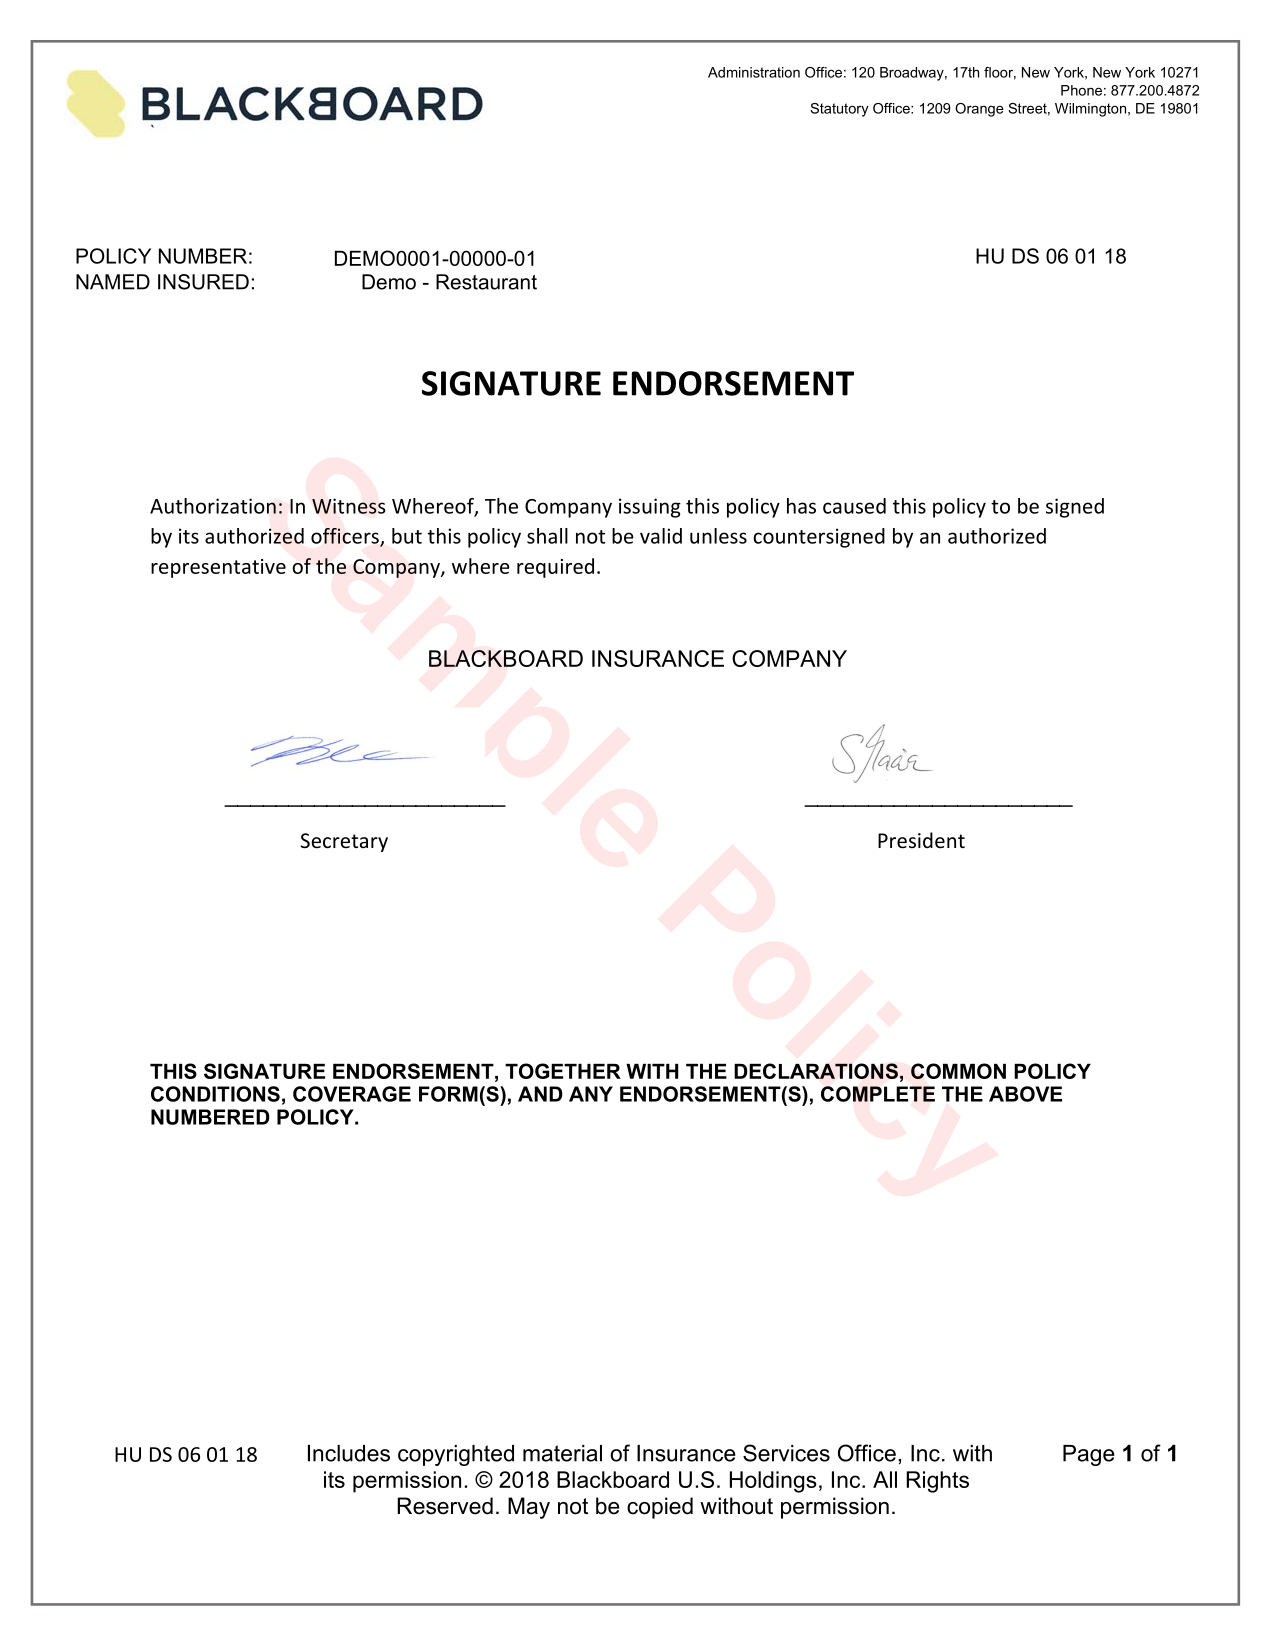 BLACKBOARD
Administration Office: 120 Broadway, 17th floor, New York, New York 10271
Phone: 877.200.4872
Statutory Office: 1209 Orange Street, Wilmington, DE 19801
POLICY NUMBER: DEMO0001-00000-01 HU DS 06 01 18
NAMED INSURED: Demo - Restaurant
SIGNATURE ENDORSEMENT
Authorization: In Witness Whereof, The Company issuing this policy has caused this policy to be signed
by its authorized officers, but this policy shall not be valid unless countersigned by an authorized
representative of the Company, where required.
BLACKBOARD INSURANCE COMPANY
Secretary President
Sample Policy
THIS SIGNATURE ENDORSEMENT, TOGETHER WITH THE DECLARATIONS, COMMON POLICY
CONDITIONS, COVERAGE FORM(S), AND ANY ENDORSEMENT(S), COMPLETE THE ABOVE
NUMBERED POLICY.
HU DS 06 01 18 Includes copyrighted material of Insurance Services Office, Inc. with Page 1 of 1
its permission. © 2018 Blackboard U.S. Holdings, Inc. All Rights
Reserved. May not be copied without permission.